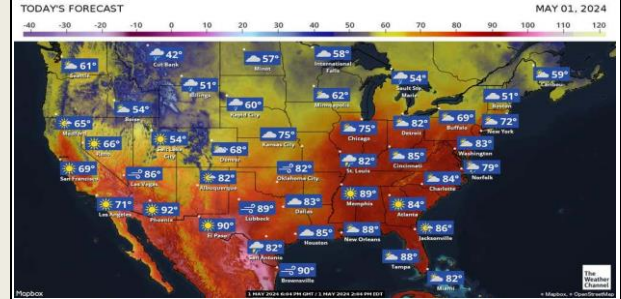 TODAY'S FORECAST
MAY 01, 2024
-40 -30 -20 -10 0 10 20 30 40 50 60 70 80 90 100 110 120
61°
Seattle
42°
Cut Bank
57°
Minot
58°
International
Falls
54°
Sault Ste.
Marie
59°
Caribou
51°
Billings
60°
Rapid City
62°
Minneapolis
51°
Boston
54°
Boise
65°
Medford
66°
Reno
54°
Salt Lake
City
68°
Denver
75°
Kansas City
75°
Chicago
82°
Detroit
69°
Buffalo
72°
New York
83°
Washington
69°
San Francisco
86°
Las Vegas
82°
Albuquerque
82°
Oklahoma City
82°
St. Louis
85°
Cincinnati
79°
Norfolk
84°
Charlotte
71°
Los Angeles
92°
Phoenix
90°
El Paso
89°
Lubbock
83°
Dallas
89°
Memphis
84°
Atlanta
82°
San Antonio
85°
Houston
88°
New Orleans
86°
Jacksonville
90°
Brownsville
88°
Tampa
82°
Miami
The
Weather
Channel
Mapbox
1 MAY 2024 6:04 PM GMT / 1 MAY 2024 2:04 PM EDT
© Mapbox, © OpenStreetMap